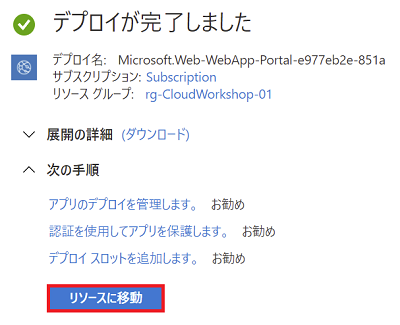 デプロイが完了しました
デプロイ名: Microsoft.Web-WebApp-Portal-e977eb2e-851a
サブスクリプション: Subscription
リソース グループ: rg-CloudWorkshop-01
展開の詳細 (ダウンロード)
次の手順
アプリのデプロイを管理します。 お勧め
認証を使用してアプリを保護します。 お勧め
デプロイ スロットを追加します。 お勧め
リソースに移動